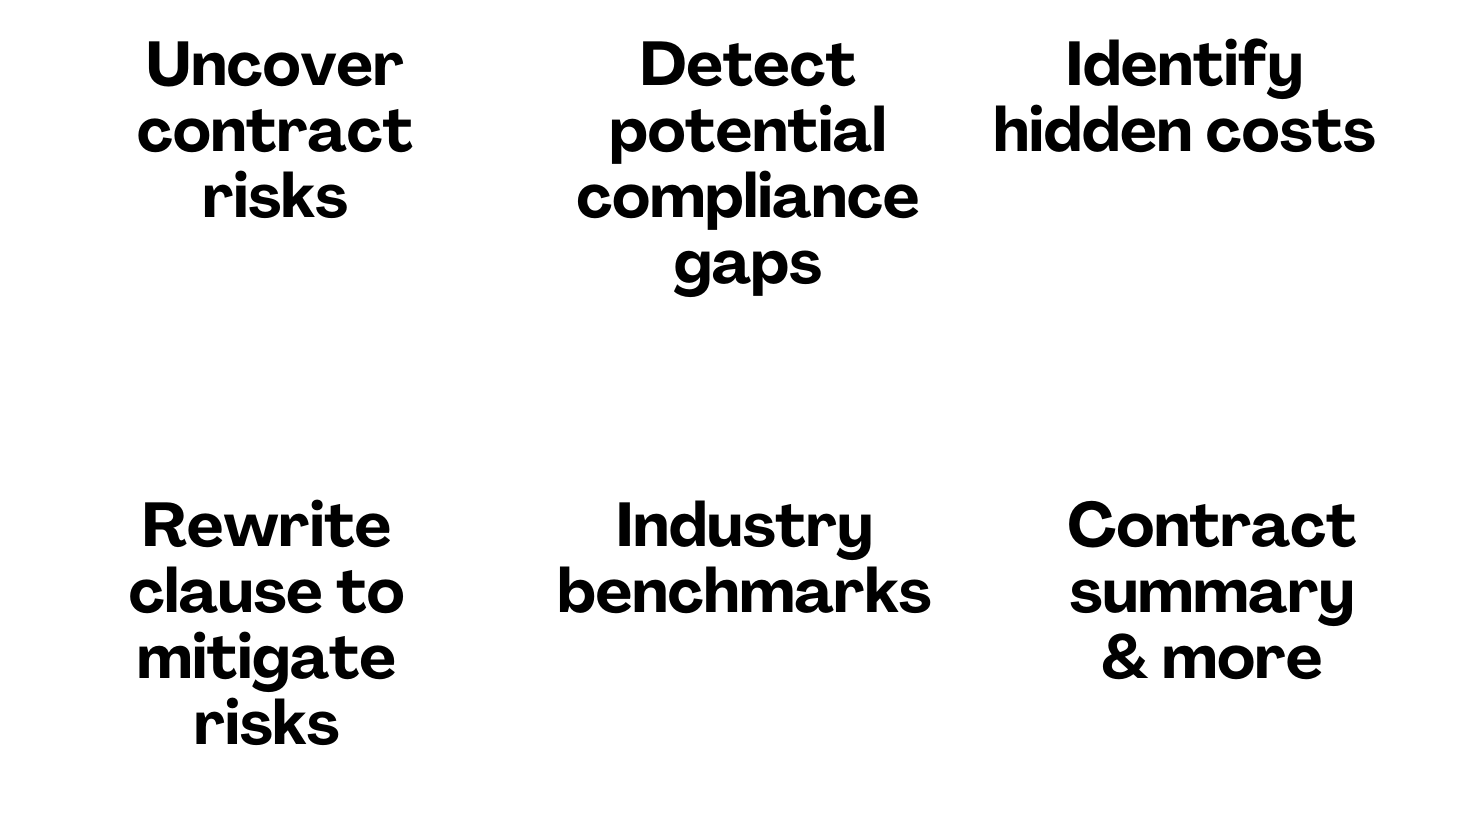 Uncover
contract
risks
Detect
potential
compliance
gaps
Identify
hidden costs
Rewrite
clause to
mitigate
risks
Industry
benchmarks
Contract
summary
& more